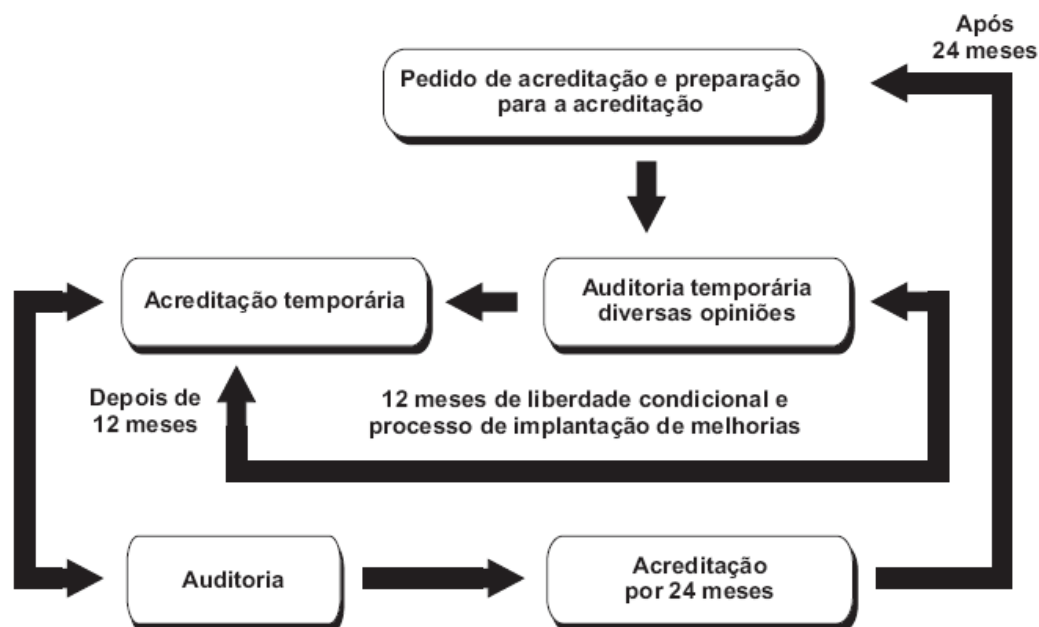 Após
24 meses
Pedido de acreditação e preparação
para a acreditação
Acreditação temporária
Auditoria temporária
diversas opiniões
Depois de
12 meses
12 meses de liberdade condicional e
processo de implantação de melhorias
Auditoria
Acreditação
por 24 meses